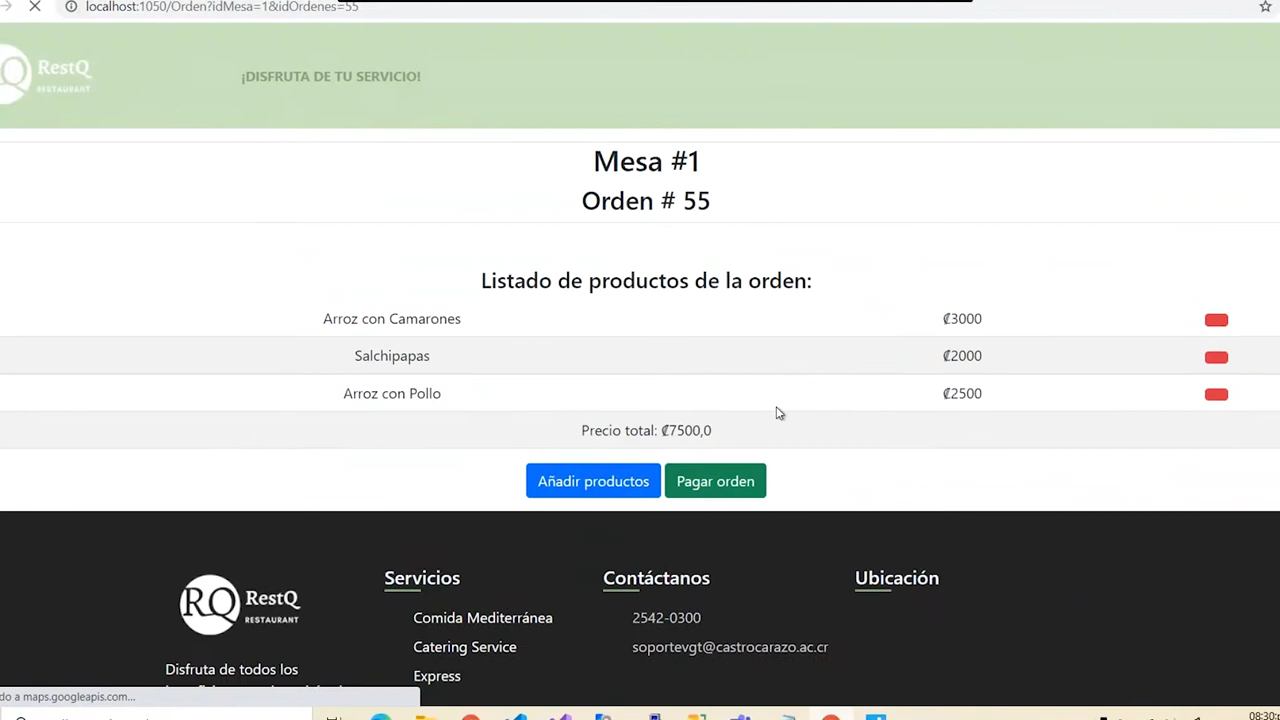 localhost:1050/Orden?idMesa=1&idOrdenes=55
RestQ
RESTAURANT
¡DISFRUTA DE TU SERVICIO!
Mesa #1
Orden # 55
Listado de productos de la orden:
Arroz con Camarones ₡3000
Salchipapas ₡2000
Arroz con Pollo ₡2500
Precio total: ₡7500,0
Añadir productos Pagar orden
RQ RestQ
RESTAURANT
Disfruta de todos los
Servicios
Comida Mediterránea
Catering Service
Express
Contáctanos
2542-0300
soportevgt@castrocarazo.ac.cr
Ubicación
do a maps.googleapis.com...
08:30: